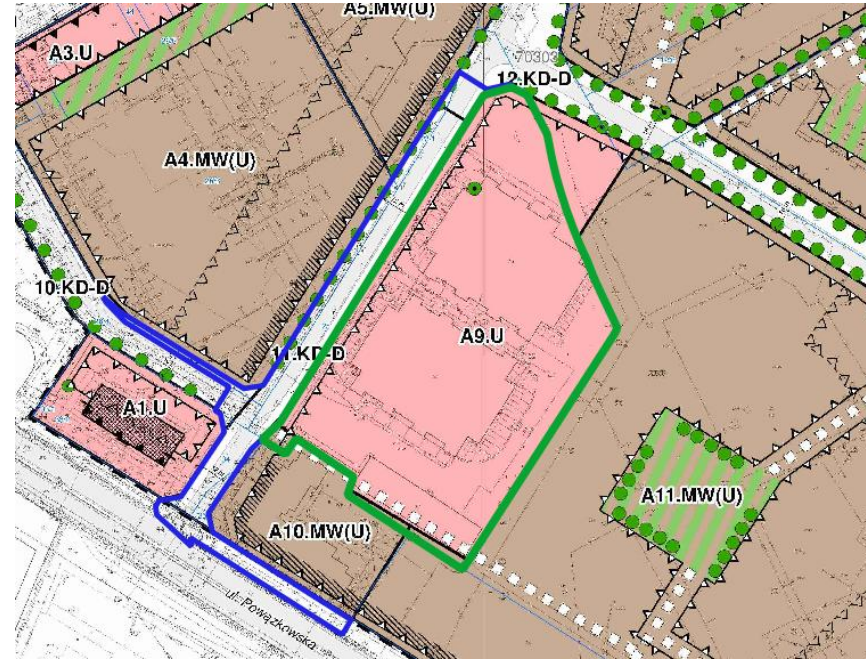 A5.MW(U)
A3.U
70303
12.KD-D
A4.MW(U)
10.KD-D
A9.U
11.KD-D
A1.U
A11.MW(U)
A10.MW(U)
ul. Powązkowska